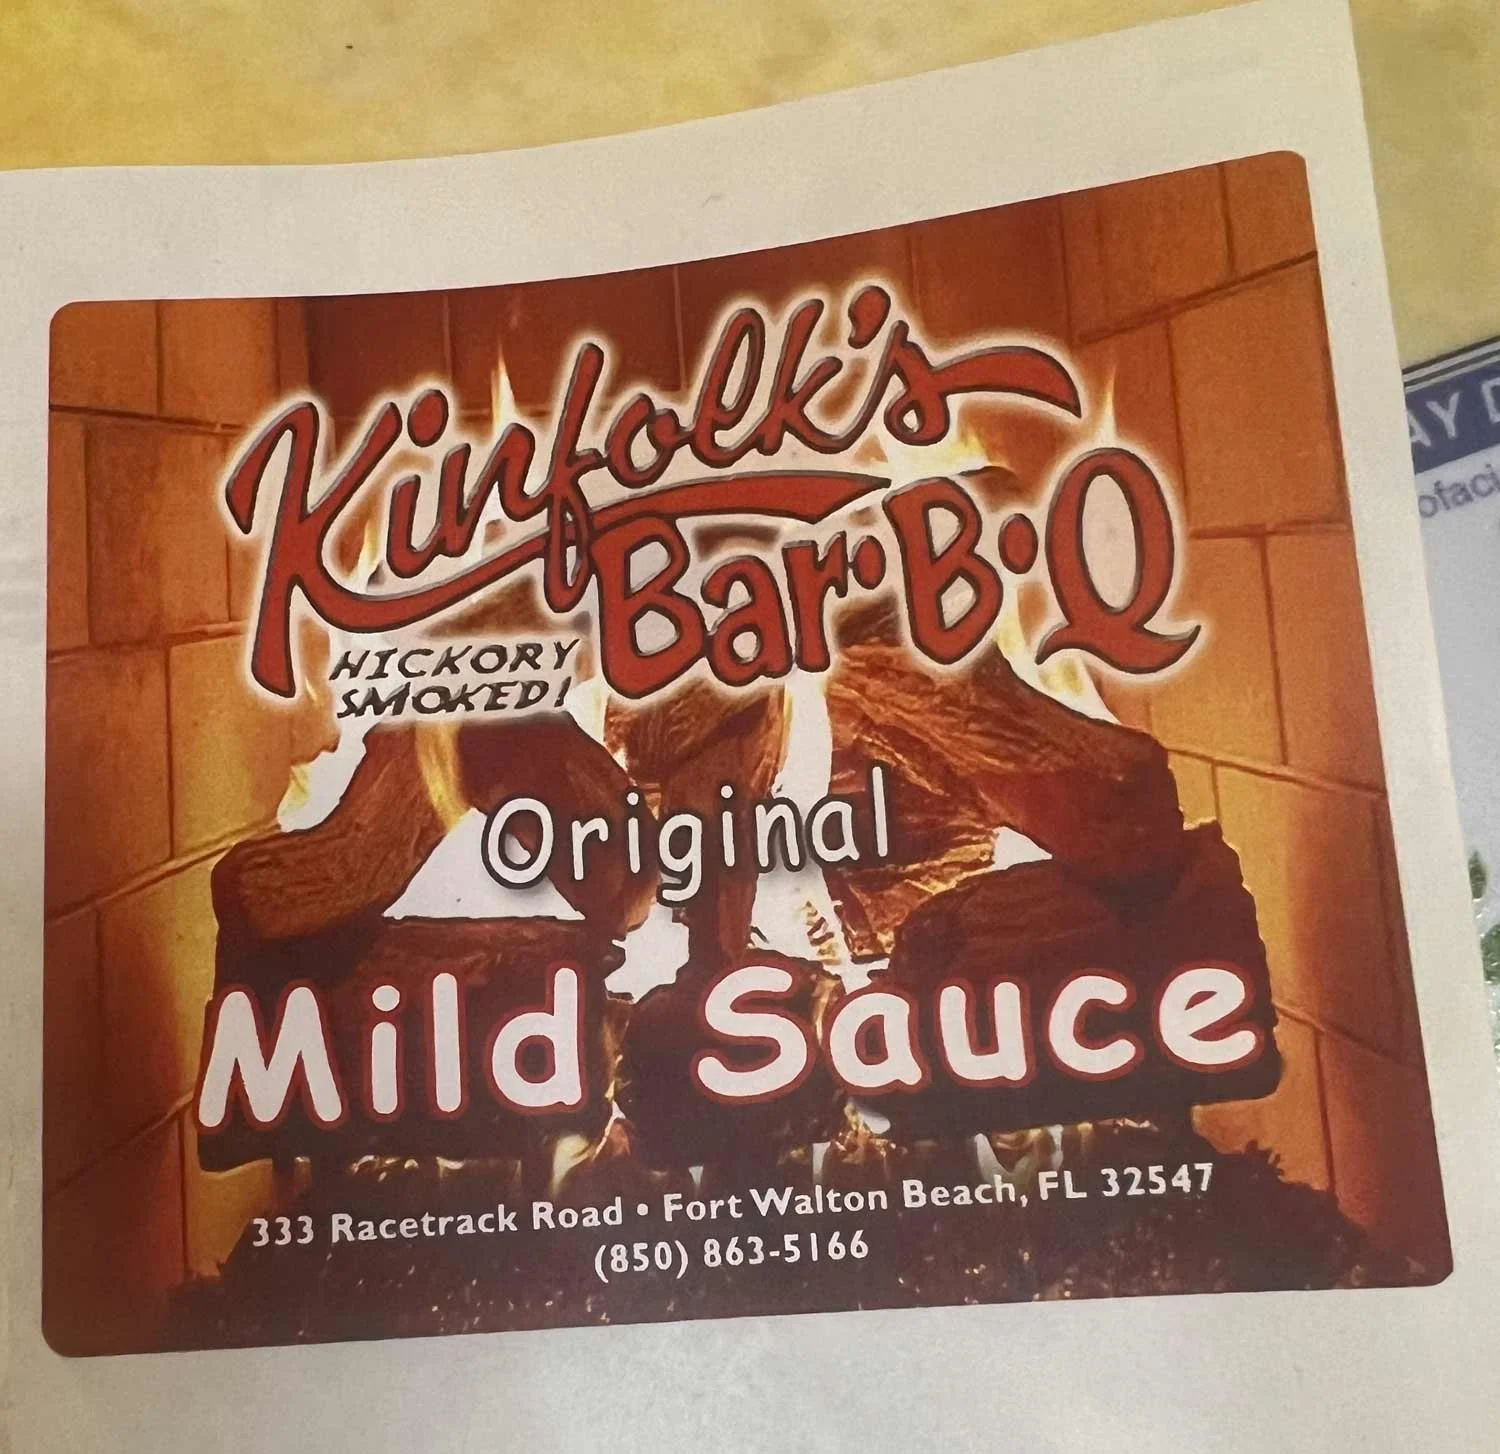 Kinfolk's
Bar•B•Q
HICKORY
SMOKED!
Original
Mild Sauce
333 Racetrack Road • Fort Walton Beach, FL 32547
(850) 863-5166